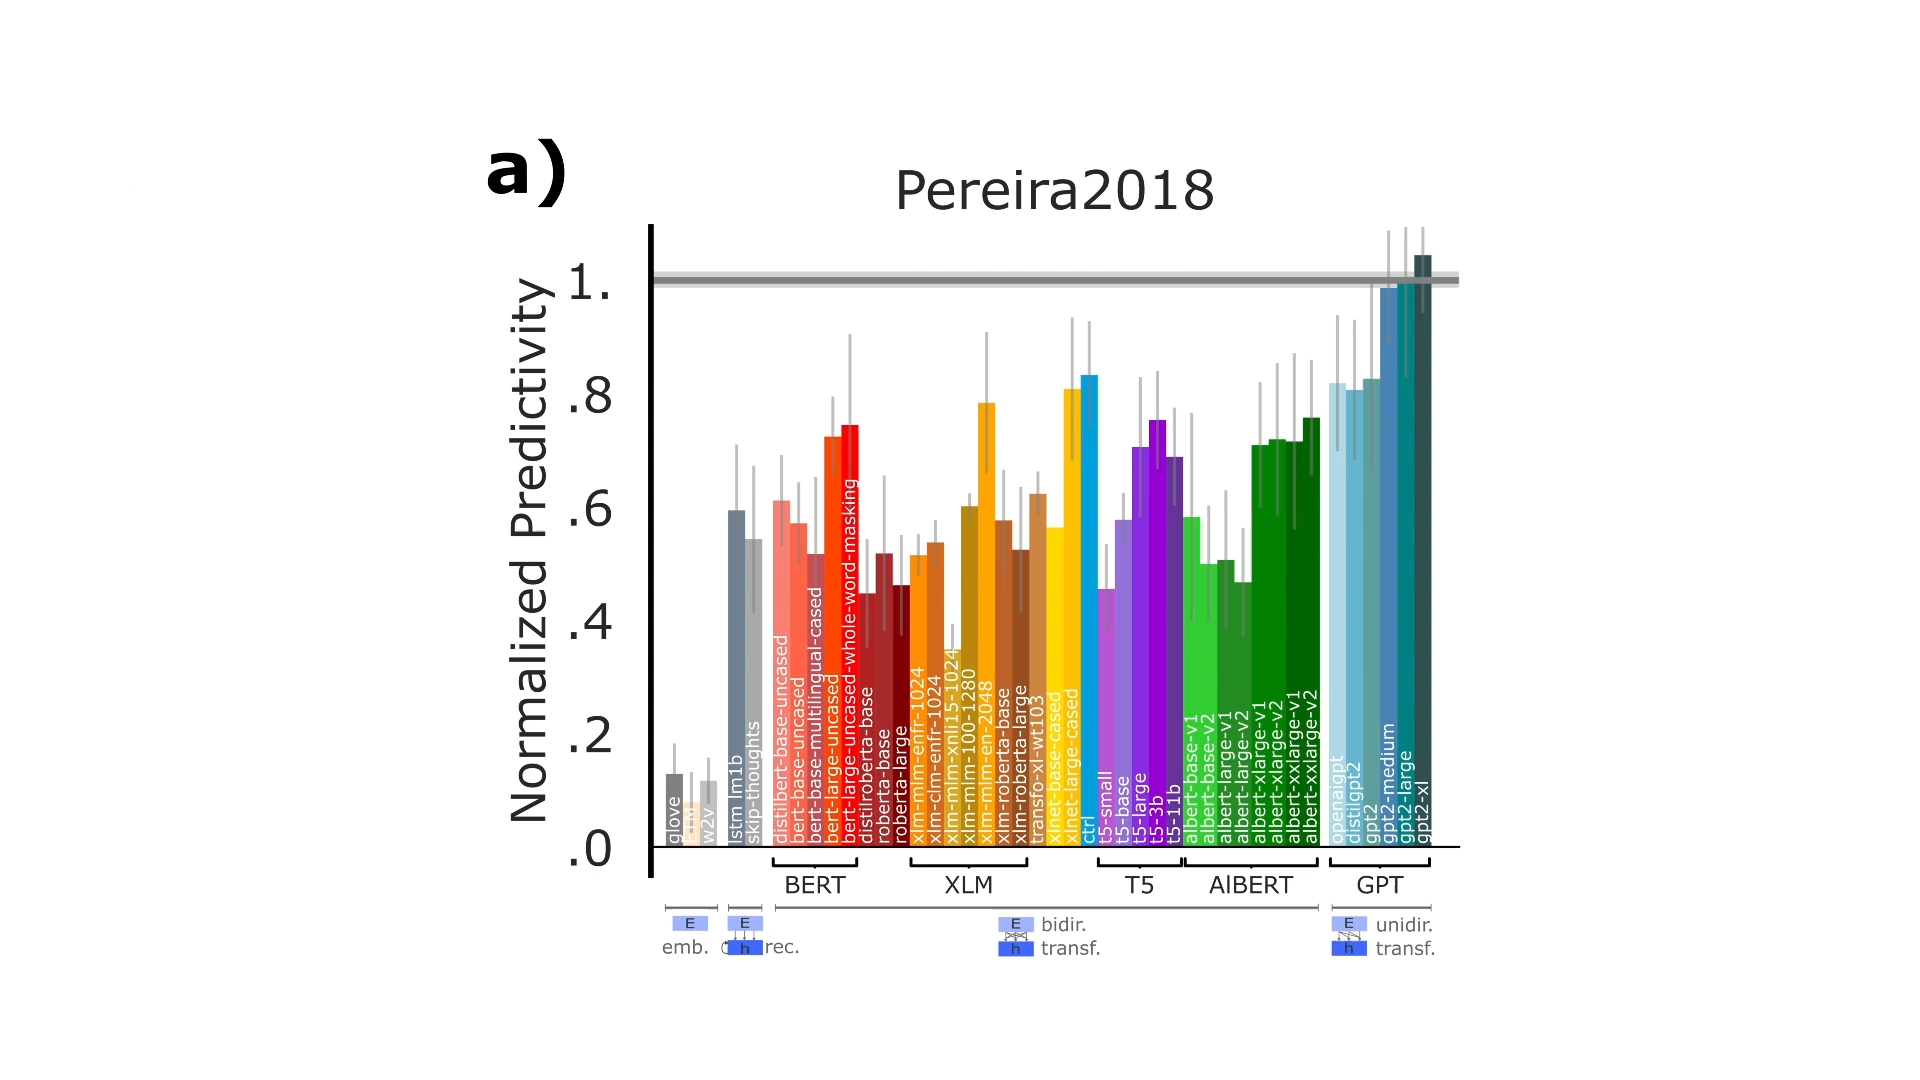 a)
Pereira2018
Normalized Predictivity
1.
.8
.6
.4
.2
.0
glove
w2v
lstm lm1b
skip-thoughts
distilbert-base-uncased
bert-base-uncased
bert-base-multilingual-cased
bert-large-uncased
bert-large-uncased-whole-word-masking
distilroberta-base
roberta-base
roberta-large
xlm-mlm-enfr-1024
xlm-clm-enfr-1024
xlm-mlm-xnli15-1024
xlm-mlm-100-1280
xlm-mlm-en-2048
xlm-roberta-base
xlm-roberta-large
transfo-xl-wt103
xlnet-base-cased
xlnet-large-cased
ctrl
t5-small
t5-base
t5-large
t5-3b
t5-11b
albert-base-v1
albert-base-v2
albert-large-v1
albert-large-v2
albert-xlarge-v1
albert-xlarge-v2
albert-xxlarge-v1
albert-xxlarge-v2
openaigpt
distilgpt2
gpt2
gpt2-medium
gpt2-large
gpt2-xl
BERT
XLM
T5
AlBERT
GPT
E
emb.
E
h rec.
E bidir.
h transf.
E unidir.
h transf.